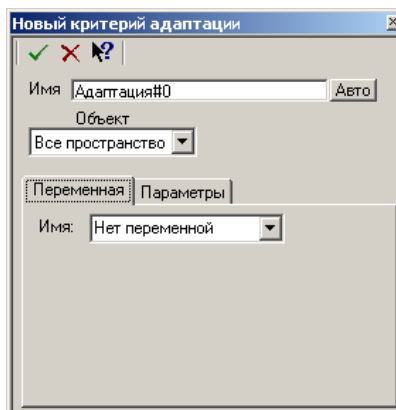 Новый критерий адаптации
Имя Адаптация#0 Авто
Объект
Все пространство
Переменная Параметры
Имя: Нет переменной